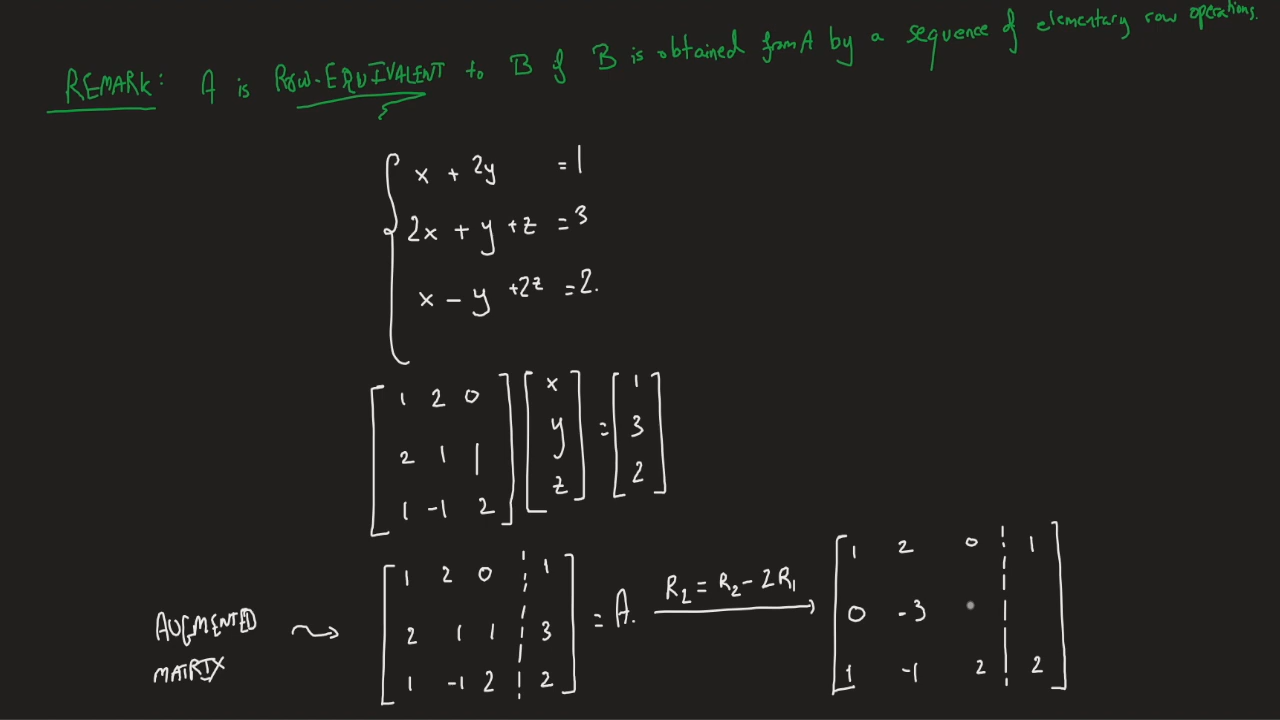 REMARK: A is ROW-EQUIVALENT to B if B is obtained from A by a sequence of elementary row operations.
x + 2y = 1
2x + y + z = 3
x - y + 2z = 2.
1 2 0 x 1
2 1 1 y = 3
1 -1 2 z 2
1 2 0 1 1 2 0 1
AUGMENTED MATRIX 2 1 1 3 = A. R₂ = R₂ - 2R₁ 0 -3
1 -1 2 2 1 -1 2 2